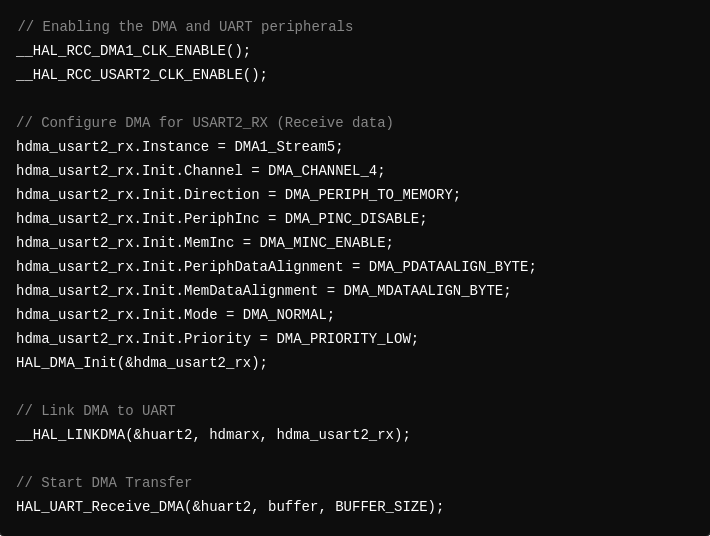 // Enabling the DMA and UART peripherals
__HAL_RCC_DMA1_CLK_ENABLE();
__HAL_RCC_USART2_CLK_ENABLE();
// Configure DMA for USART2_RX (Receive data)
hdma_usart2_rx.Instance = DMA1_Stream5;
hdma_usart2_rx.Init.Channel = DMA_CHANNEL_4;
hdma_usart2_rx.Init.Direction = DMA_PERIPH_TO_MEMORY;
hdma_usart2_rx.Init.PeriphInc = DMA_PINC_DISABLE;
hdma_usart2_rx.Init.MemInc = DMA_MINC_ENABLE;
hdma_usart2_rx.Init.PeriphDataAlignment = DMA_PDATAALIGN_BYTE;
hdma_usart2_rx.Init.MemDataAlignment = DMA_MDATAALIGN_BYTE;
hdma_usart2_rx.Init.Mode = DMA_NORMAL;
hdma_usart2_rx.Init.Priority = DMA_PRIORITY_LOW;
HAL_DMA_Init(&hdma_usart2_rx);
// Link DMA to UART
__HAL_LINKDMA(&huart2, hdmarx, hdma_usart2_rx);
// Start DMA Transfer
HAL_UART_Receive_DMA(&huart2, buffer, BUFFER_SIZE);